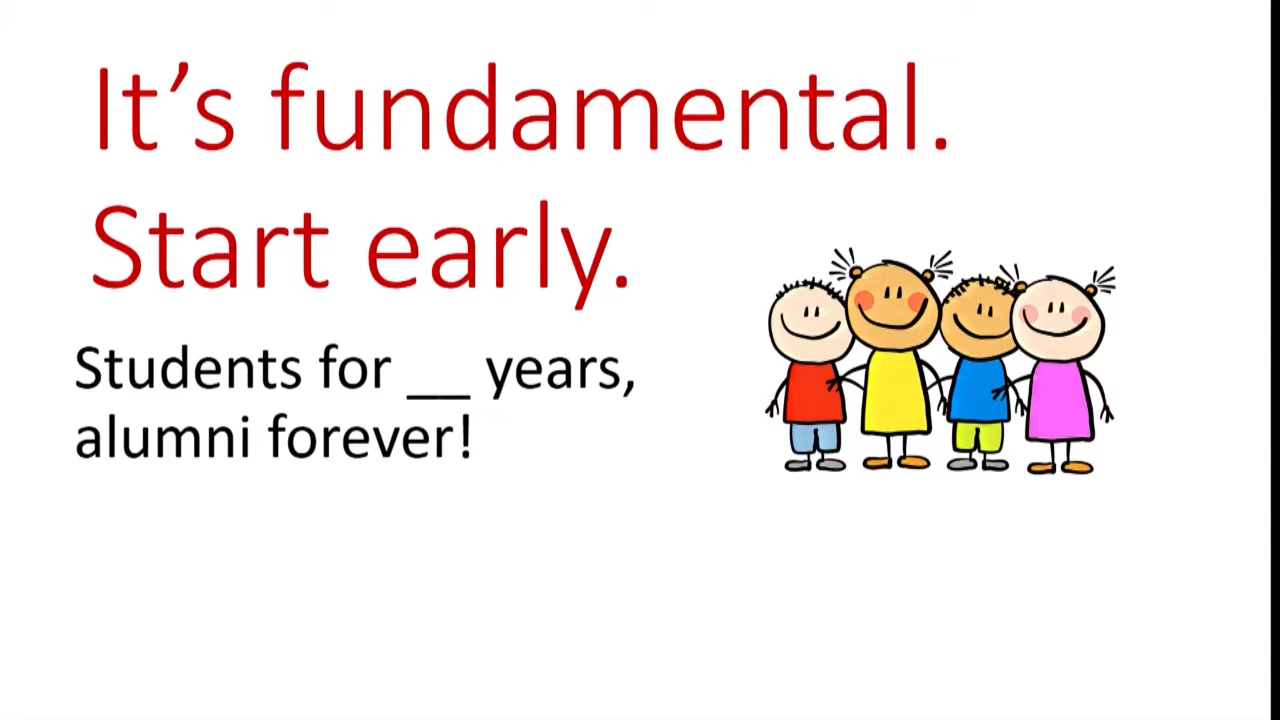 It’s fundamental.
Start early.
Students for __ years,
alumni forever!